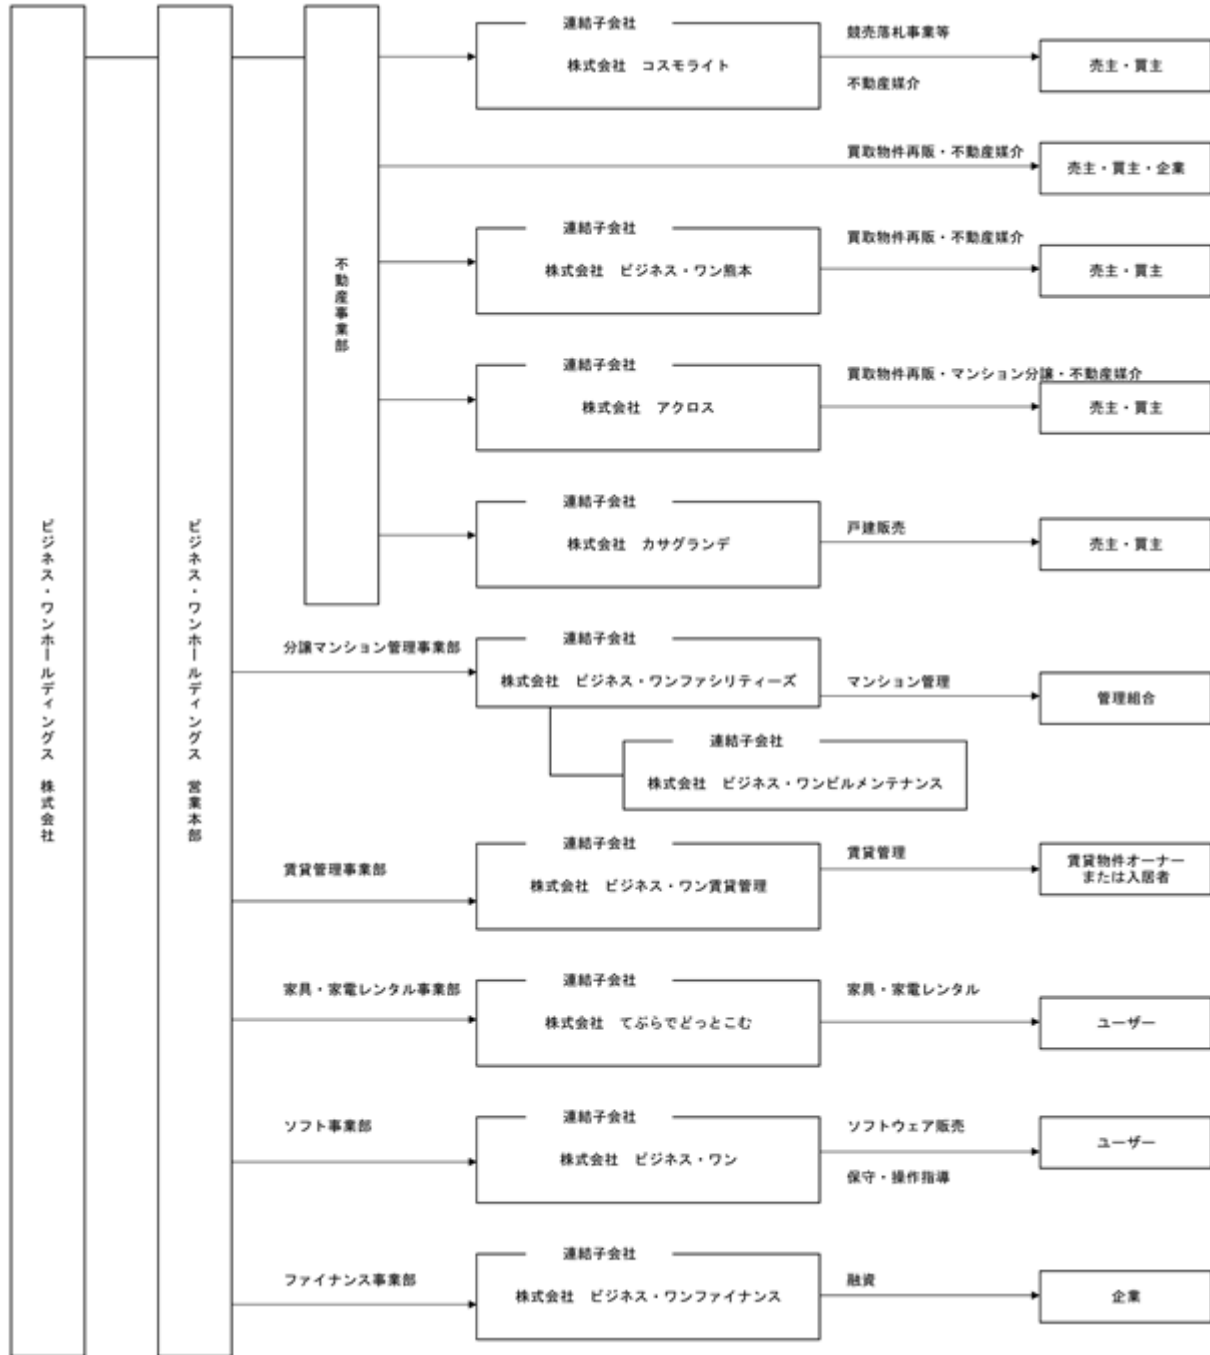 ビジネス・ワンホールディングス　株式会社
ビジネス・ワンホールディングス　営業本部
不動産事業部
連結子会社
株式会社　コスモライト
競売落札事業等
不動産媒介
売主・買主
買取物件再販・不動産媒介
売主・買主・企業
連結子会社
株式会社　ビジネス・ワン熊本
買取物件再販・不動産媒介
売主・買主
連結子会社
株式会社　アクロス
買取物件再販・マンション分譲・不動産媒介
売主・買主
連結子会社
株式会社　カサグランデ
戸建販売
売主・買主
分譲マンション管理事業部
連結子会社
株式会社　ビジネス・ワンファシリティーズ
マンション管理
管理組合
連結子会社
株式会社　ビジネス・ワンビルメンテナンス
賃貸管理事業部
連結子会社
株式会社　ビジネス・ワン賃貸管理
賃貸管理
賃貸物件オーナー
または入居者
家具・家電レンタル事業部
連結子会社
株式会社　てぶらでどっとこむ
家具・家電レンタル
ユーザー
ソフト事業部
連結子会社
株式会社　ビジネス・ワン
ソフトウェア販売
保守・操作指導
ユーザー
ファイナンス事業部
連結子会社
株式会社　ビジネス・ワンファイナンス
融資
企業